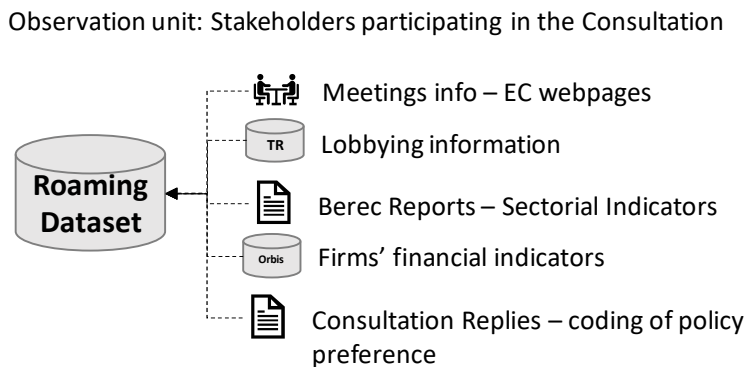 Observation unit: Stakeholders participating in the Consultation
Meetings info – EC webpages
TR
Lobbying information
Roaming
Dataset
Berec Reports – Sectorial Indicators
Orbis
Firms’ financial indicators
Consultation Replies – coding of policy
preference